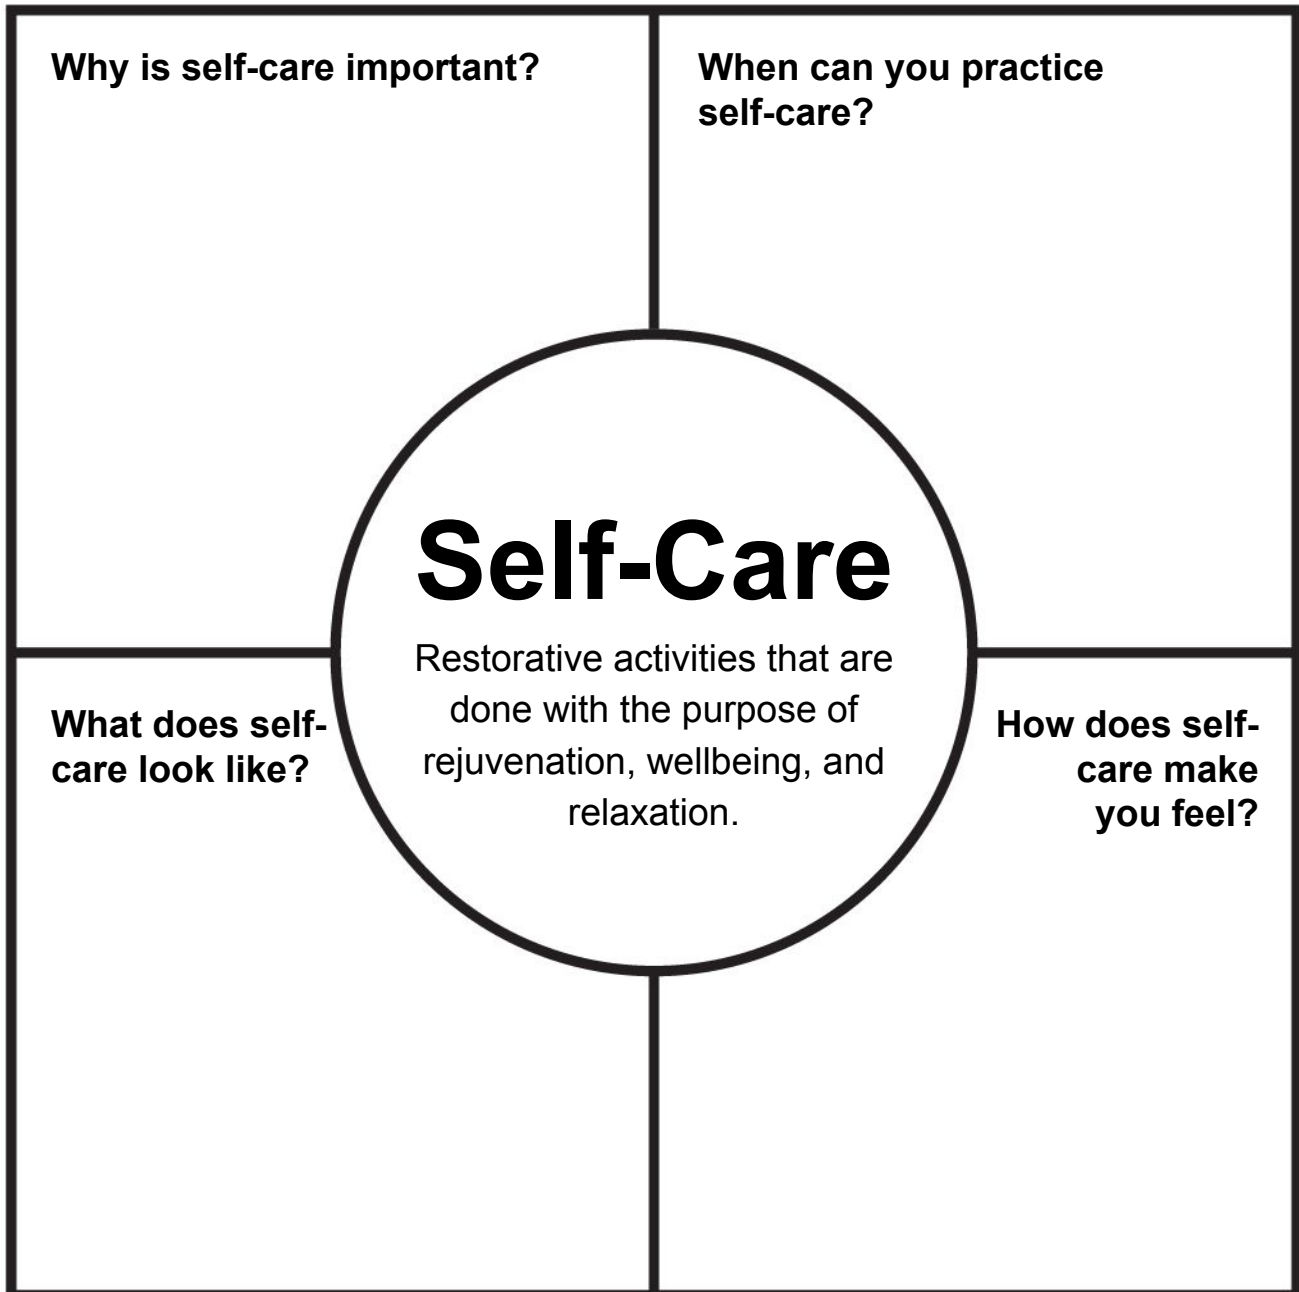 Why is self-care important?
When can you practice
self-care?
Self-Care
Restorative activities that are
done with the purpose of
rejuvenation, wellbeing, and
relaxation.
What does self-
care look like?
How does self-
care make
you feel?